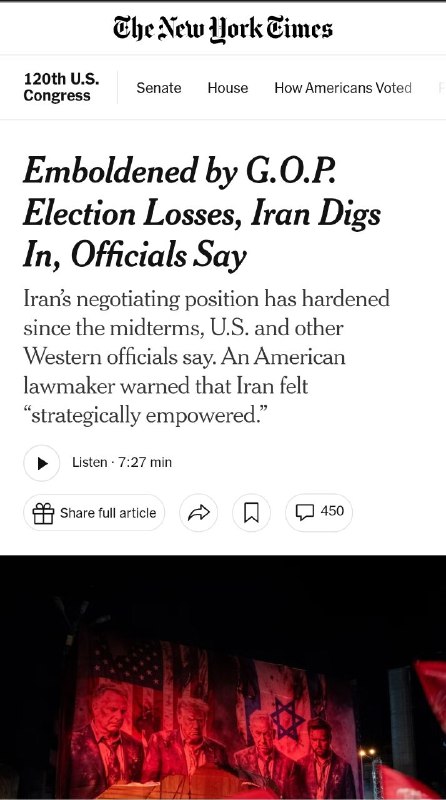 The New York Times
120th U.S.
Congress
Senate
House
How Americans Voted
Emboldened by G.O.P.
Election Losses, Iran Digs
In, Officials Say
Iran’s negotiating position has hardened
since the midterms, U.S. and other
Western officials say. An American
lawmaker warned that Iran felt
“strategically empowered.”
Listen · 7:27 min
Share full article
450